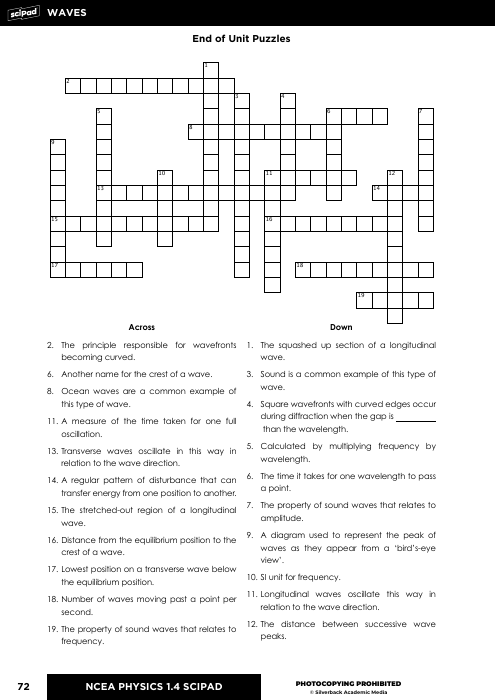 scipad WAVES
End of Unit Puzzles
1
2
3
4
5
6
7
8
9
10
11
12
13
14
15
16
17
18
19
Across
2. The principle responsible for wavefronts
becoming curved.
6. Another name for the crest of a wave.
8. Ocean waves are a common example of
this type of wave.
11. A measure of the time taken for one full
oscillation.
13. Transverse waves oscillate in this way in
relation to the wave direction.
14. A regular pattern of disturbance that can
transfer energy from one position to another.
15. The stretched-out region of a longitudinal
wave.
16. Distance from the equilibrium position to the
crest of a wave.
17. Lowest position on a transverse wave below
the equilibrium position.
18. Number of waves moving past a point per
second.
19. The property of sound waves that relates to
frequency.
Down
1. The squashed up section of a longitudinal
wave.
3. Sound is a common example of this type of
wave.
4. Square wavefronts with curved edges occur
during diffraction when the gap is ________
than the wavelength.
5. Calculated by multiplying frequency by
wavelength.
6. The time it takes for one wavelength to pass
a point.
7. The property of sound waves that relates to
amplitude.
9. A diagram used to represent the peak of
waves as they appear from a ‘bird’s-eye
view’.
10. SI unit for frequency.
11. Longitudinal waves oscillate this way in
relation to the wave direction.
12. The distance between successive wave
peaks.
72
NCEA PHYSICS 1.4 SCIPAD
PHOTOCOPYING PROHIBITED
© Silverback Academic Media